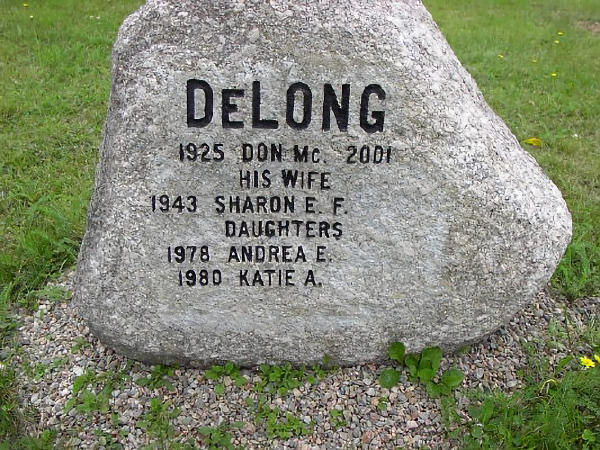 DeLONG
1925 DON Mc. 2001
HIS WIFE
1943 SHARON E. F.
DAUGHTERS
1978 ANDREA E.
1980 KATIE A.